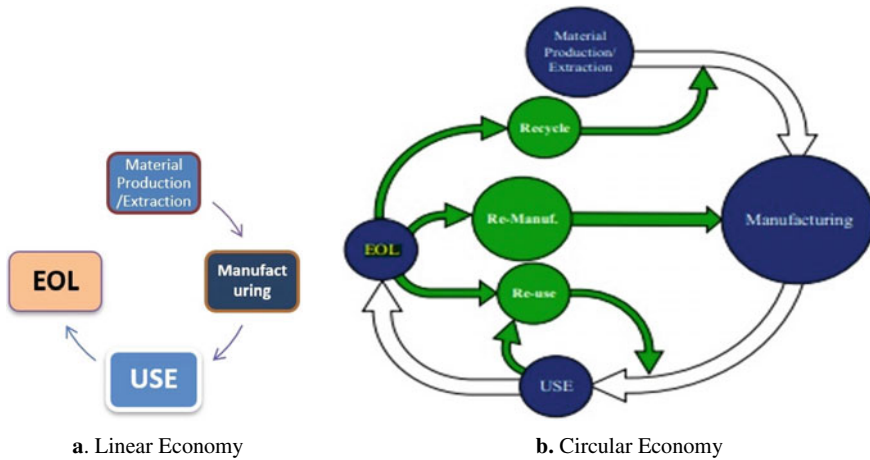 Material
Production
/Extraction
EOL
Manufact
uring
USE
a. Linear Economy
Material
Production/
Extraction
Recycle
Re-Manuf.
Manufacturing
EOL
Re-use
USE
b. Circular Economy